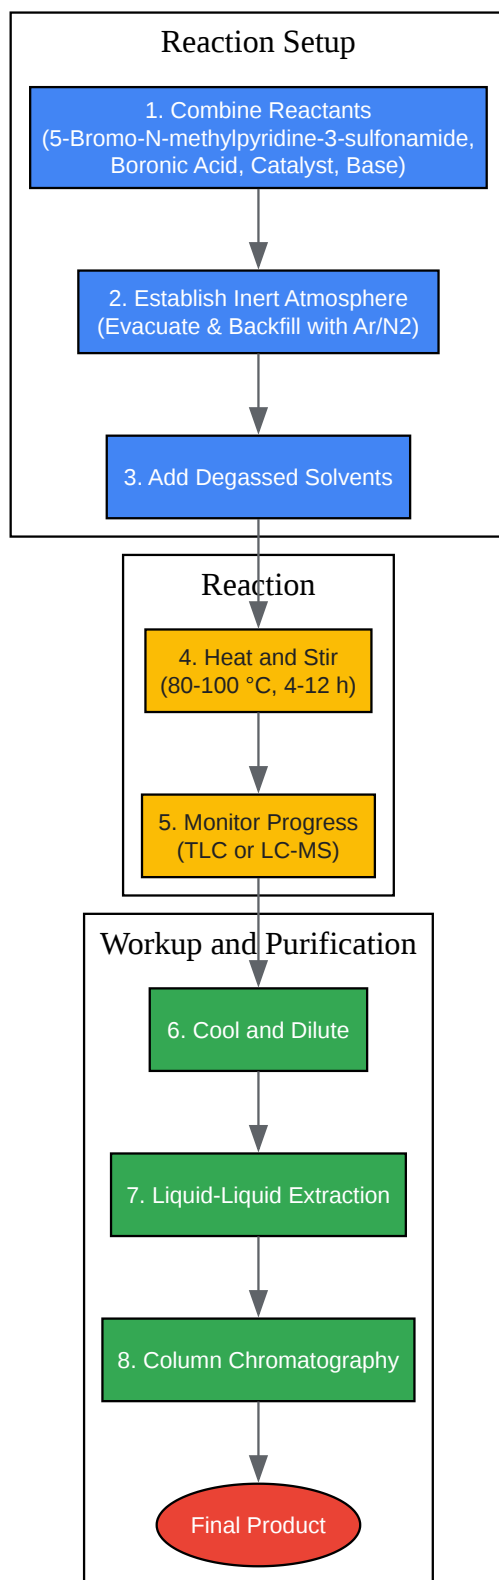 Reaction Setup
1. Combine Reactants
(5-Bromo-N-methylpyridine-3-sulfonamide,
Boronic Acid, Catalyst, Base)
2. Establish Inert Atmosphere
(Evacuate & Backfill with Ar/N2)
3. Add Degassed Solvents
Reaction
4. Heat and Stir
(80-100 °C, 4-12 h)
5. Monitor Progress
(TLC or LC-MS)
Workup and Purification
6. Cool and Dilute
7. Liquid-Liquid Extraction
8. Column Chromatography
Final Product